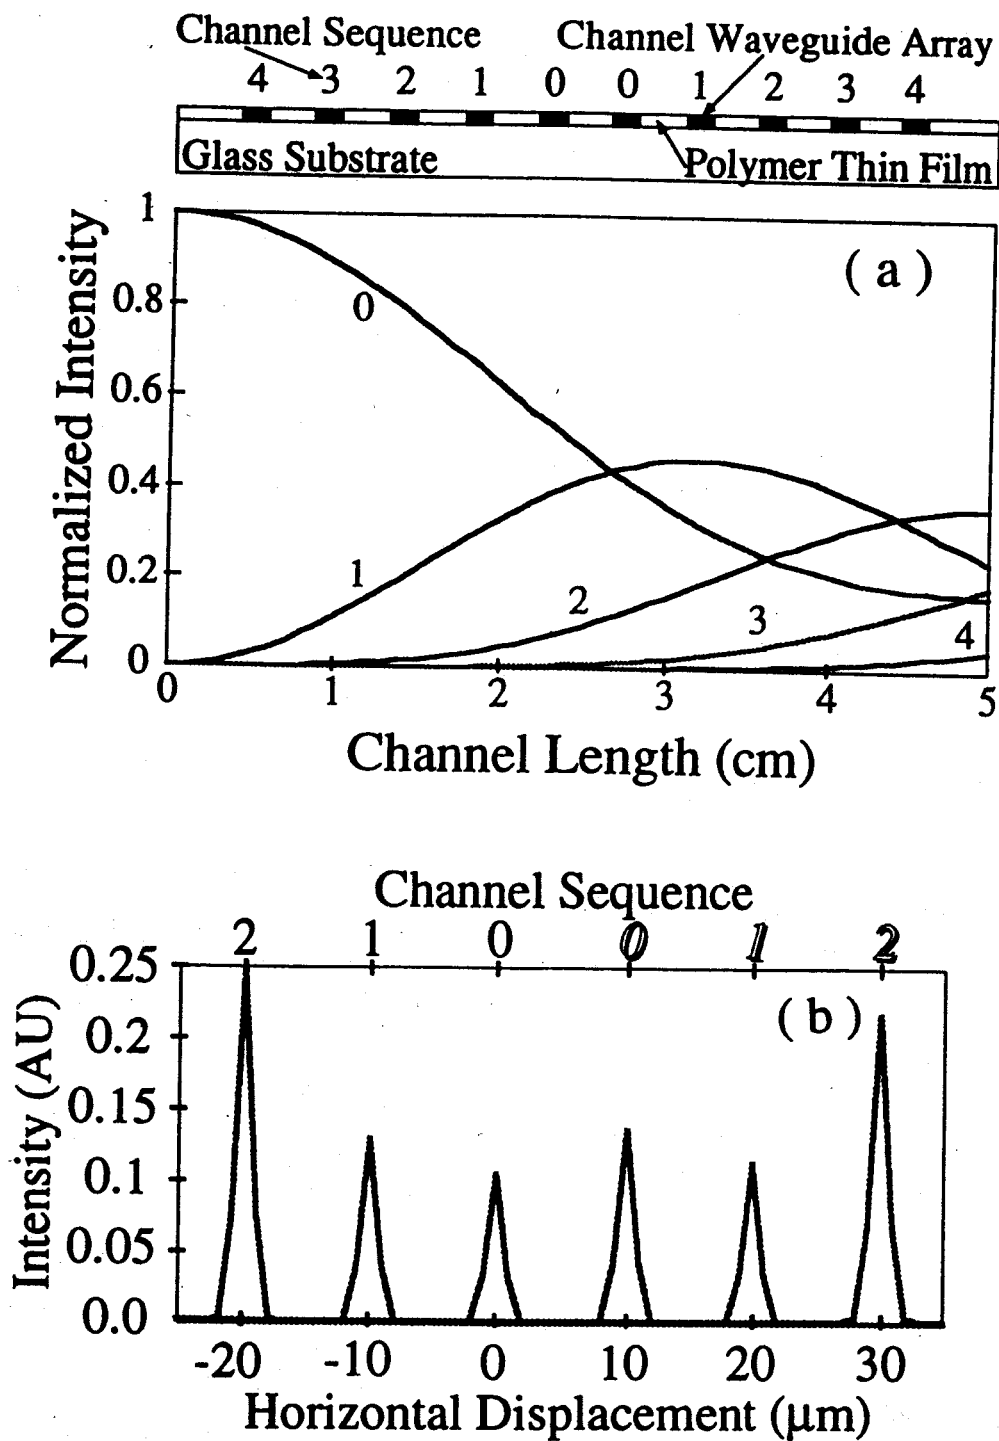 Channel Sequence Channel Waveguide Array
4 3 2 1 0 0 1 2 3 4
Glass Substrate Polymer Thin Film
Normalized Intensity
1
0.8
0.6
0.4
0.2
0
( a )
0
1
2
3
4
0 1 2 3 4 5
Channel Length (cm)
Channel Sequence
2 1 0 0 1 2
Intensity (AU)
0.25
0.2
0.15
0.1
0.05
0.0
( b )
-20 -10 0 10 20 30
Horizontal Displacement (μm)